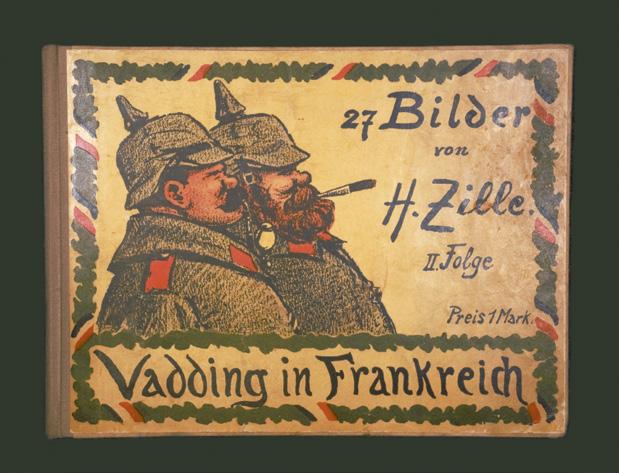 27 Bilder
von
H. Zille.
II. Folge
Preis 1 Mark.
Vadding in Frankreich